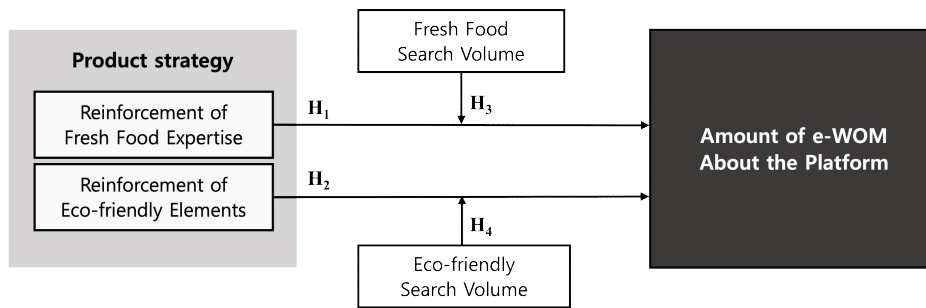 Fresh Food
Search Volume
Product strategy
Reinforcement of
Fresh Food Expertise
H1
H3
Reinforcement of
Eco-friendly Elements
H2
H4
Amount of e-WOM
About the Platform
Eco-friendly
Search Volume